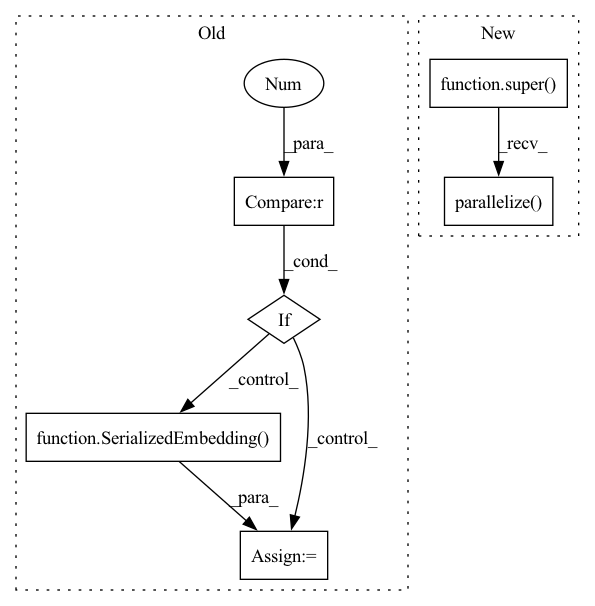 Old
Num
_para_
Compare:r
_cond_
If
_control_
function.SerializedEmbedding()
_control_
_para_
Assign:=
New
function.super()
_recv_
parallelize()